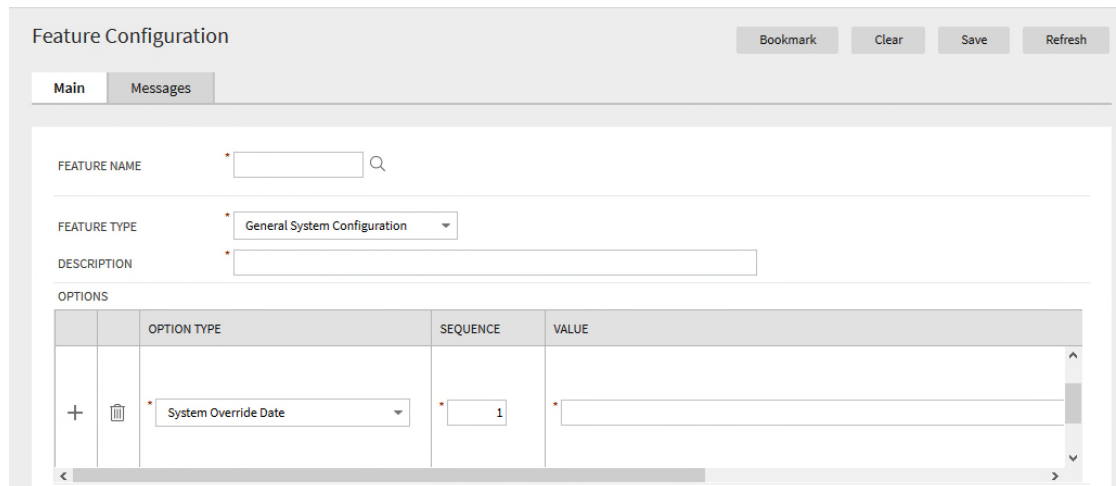 Feature Configuration
Bookmark Clear Save Refresh
Main Messages
FEATURE NAME *
FEATURE TYPE * General System Configuration
DESCRIPTION *
OPTIONS
OPTION TYPE SEQUENCE VALUE
* System Override Date * 1 *